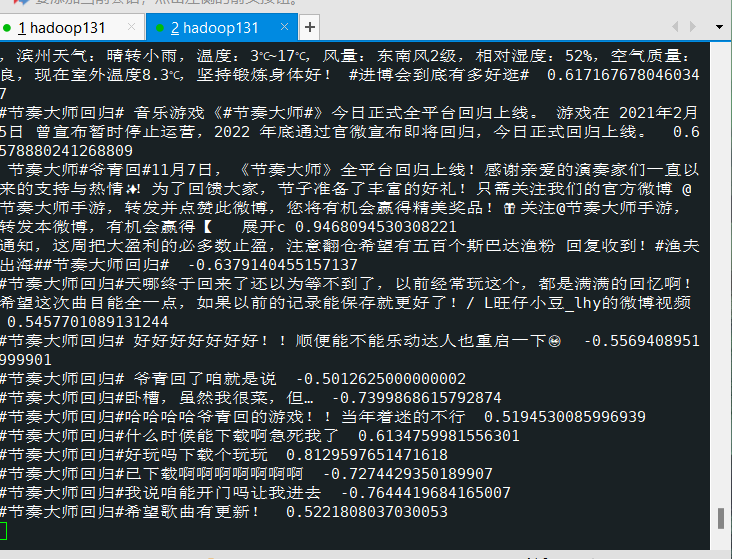 1 hadoop131 × 2 hadoop131 × +
，滨州天气：晴转小雨，温度：3℃~17℃，风量：东南风2级，相对湿度：52%，空气质量：
良，现在室外温度8.3℃，坚持锻炼身体好！ #进博会到底有多好逛# 0.617167678046034
7
#节奏大师回归# 音乐游戏《#节奏大师#》今日正式全平台回归上线。 游戏在 2021年2月
5日 曾宣布暂时停止运营，2022 年底通过官微宣布即将回归，今日正式回归上线。 0.6
578880241268809
节奏大师#爷青回#11月7日，《节奏大师》全平台回归上线！感谢亲爱的演奏家们一直以
来的支持与热情✨！为了回馈大家，节子准备了丰富的好礼！只需关注我们的官方微博 @
节奏大师手游，转发并点赞此微博，您将有机会赢得精美奖品！🎁关注@节奏大师手游，
转发本微博，有机会赢得【 展开c 0.9468094530308221
通知，这周把大盈利的必多数止盈，注意翻仓希望有五百个斯巴达渔粉 回复收到！#渔夫
出海##节奏大师回归# -0.6379140455157137
#节奏大师回归#天哪终于回来了还以为等不到了，以前经常玩这个，都是满满的回忆啊！
希望这次曲目能全一点，如果以前的记录能保存就更好了！/ L旺仔小豆_lhy的微博视频
0.5457701089131244
#节奏大师回归# 好好好好好好好！！顺便能不能乐动达人也重启一下 -0.5569408951
999901
#节奏大师回归# 爷青回了咱就是说 -0.5012625000000002
#节奏大师回归#卧槽，虽然我很菜，但… -0.7399868615792874
#节奏大师回归#哈哈哈哈爷青回的游戏！！当年着迷的不行 0.5194530085996939
#节奏大师回归#什么时候能下载啊急死我了 0.6134759981556301
#节奏大师回归#好玩吗下载个玩玩 0.8129597651471618
#节奏大师回归#已下载啊啊啊啊啊啊啊 -0.7274429350189907
#节奏大师回归#我说咱能开门吗让我进去 -0.7644419684165007
#节奏大师回归#希望歌曲有更新！ 0.5221808037030053